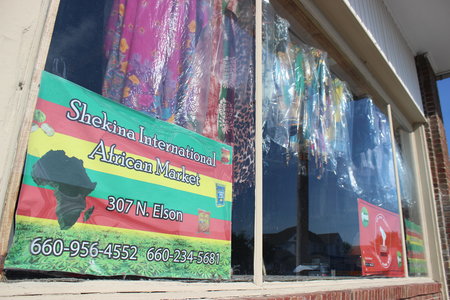 Shekina International
African Market
307 N. Elson
660-956-4552 660-234-5681